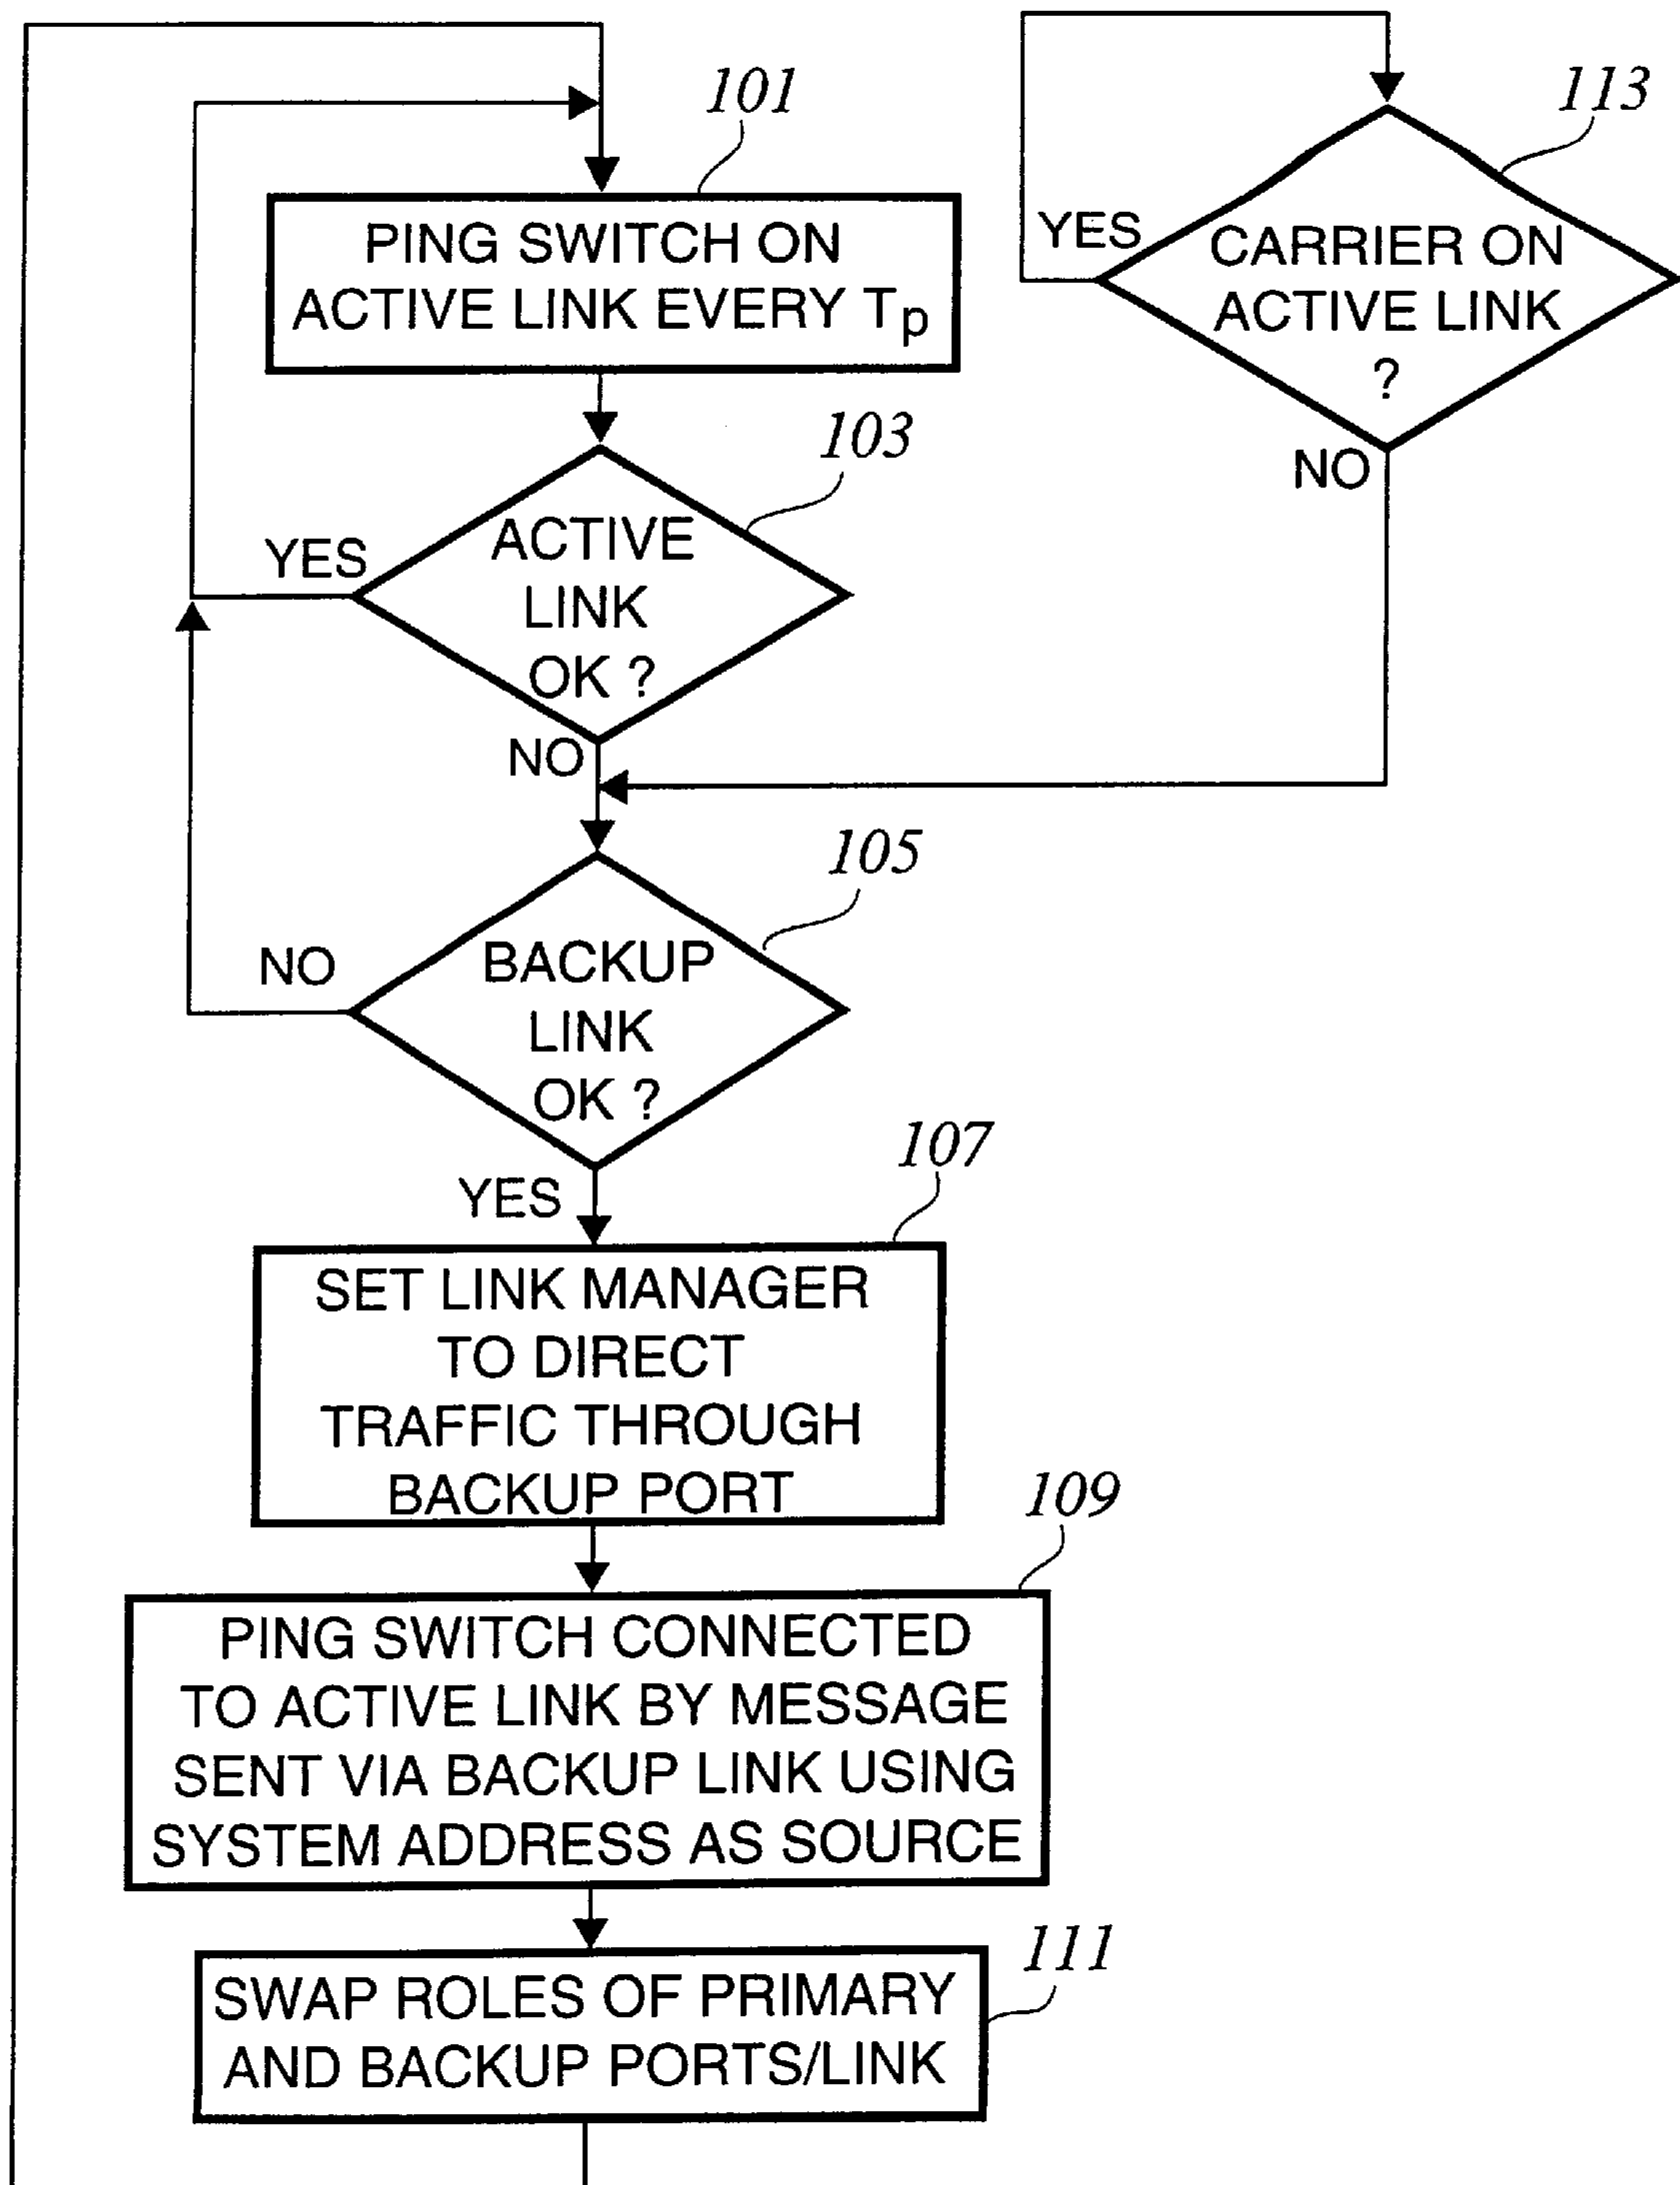 101
PING SWITCH ON
ACTIVE LINK EVERY Tp
113
YES
CARRIER ON
ACTIVE LINK
?
NO
103
YES
ACTIVE
LINK
OK ?
NO
105
NO
BACKUP
LINK
OK ?
YES
107
SET LINK MANAGER
TO DIRECT
TRAFFIC THROUGH
BACKUP PORT
109
PING SWITCH CONNECTED
TO ACTIVE LINK BY MESSAGE
SENT VIA BACKUP LINK USING
SYSTEM ADDRESS AS SOURCE
111
SWAP ROLES OF PRIMARY
AND BACKUP PORTS/LINK